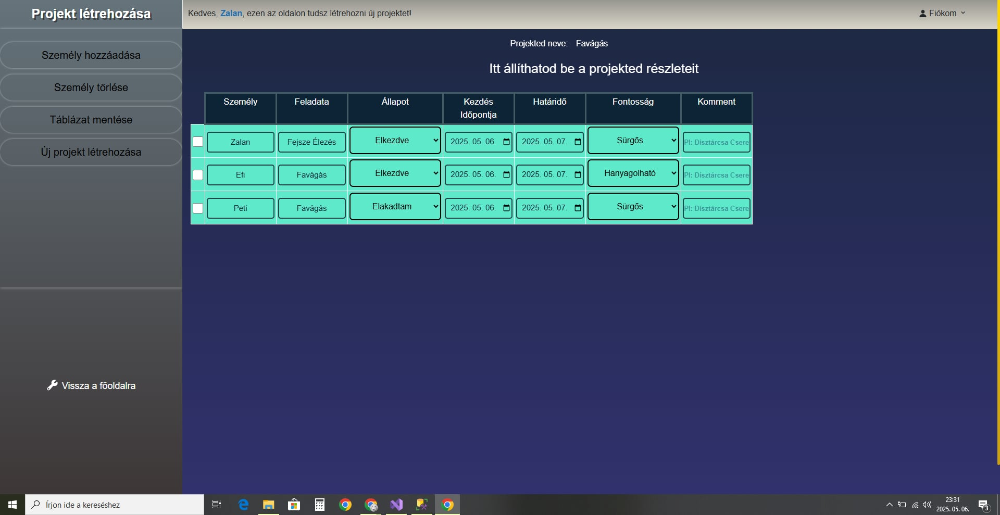 Projekt létrehozása
Kedves, Zalan, ezen az oldalon tudsz létrehozni új projektet!
Fiókom
Személy hozzáadása
Személy törlése
Táblázat mentése
Új projekt létrehozása
Vissza a főoldalra
Projekted neve: Favágás
Itt állíthatod be a projekted részleteit
Személy Feladata Állapot Kezdés Időpontja Határidő Fontosság Komment
Zalan Fejsze Élezés Elkezdve 2025. 05. 06. 2025. 05. 07. Sürgős Pl: Disztárcsa Csere
Efi Favágás Elkezdve 2025. 05. 06. 2025. 05. 07. Hanyagolható Pl: Disztárcsa Csere
Peti Favágás Elakadtam 2025. 05. 06. 2025. 05. 07. Sürgős Pl: Disztárcsa Csere
Írjon ide a kereséshez
23:31
2025. 05. 06.
3